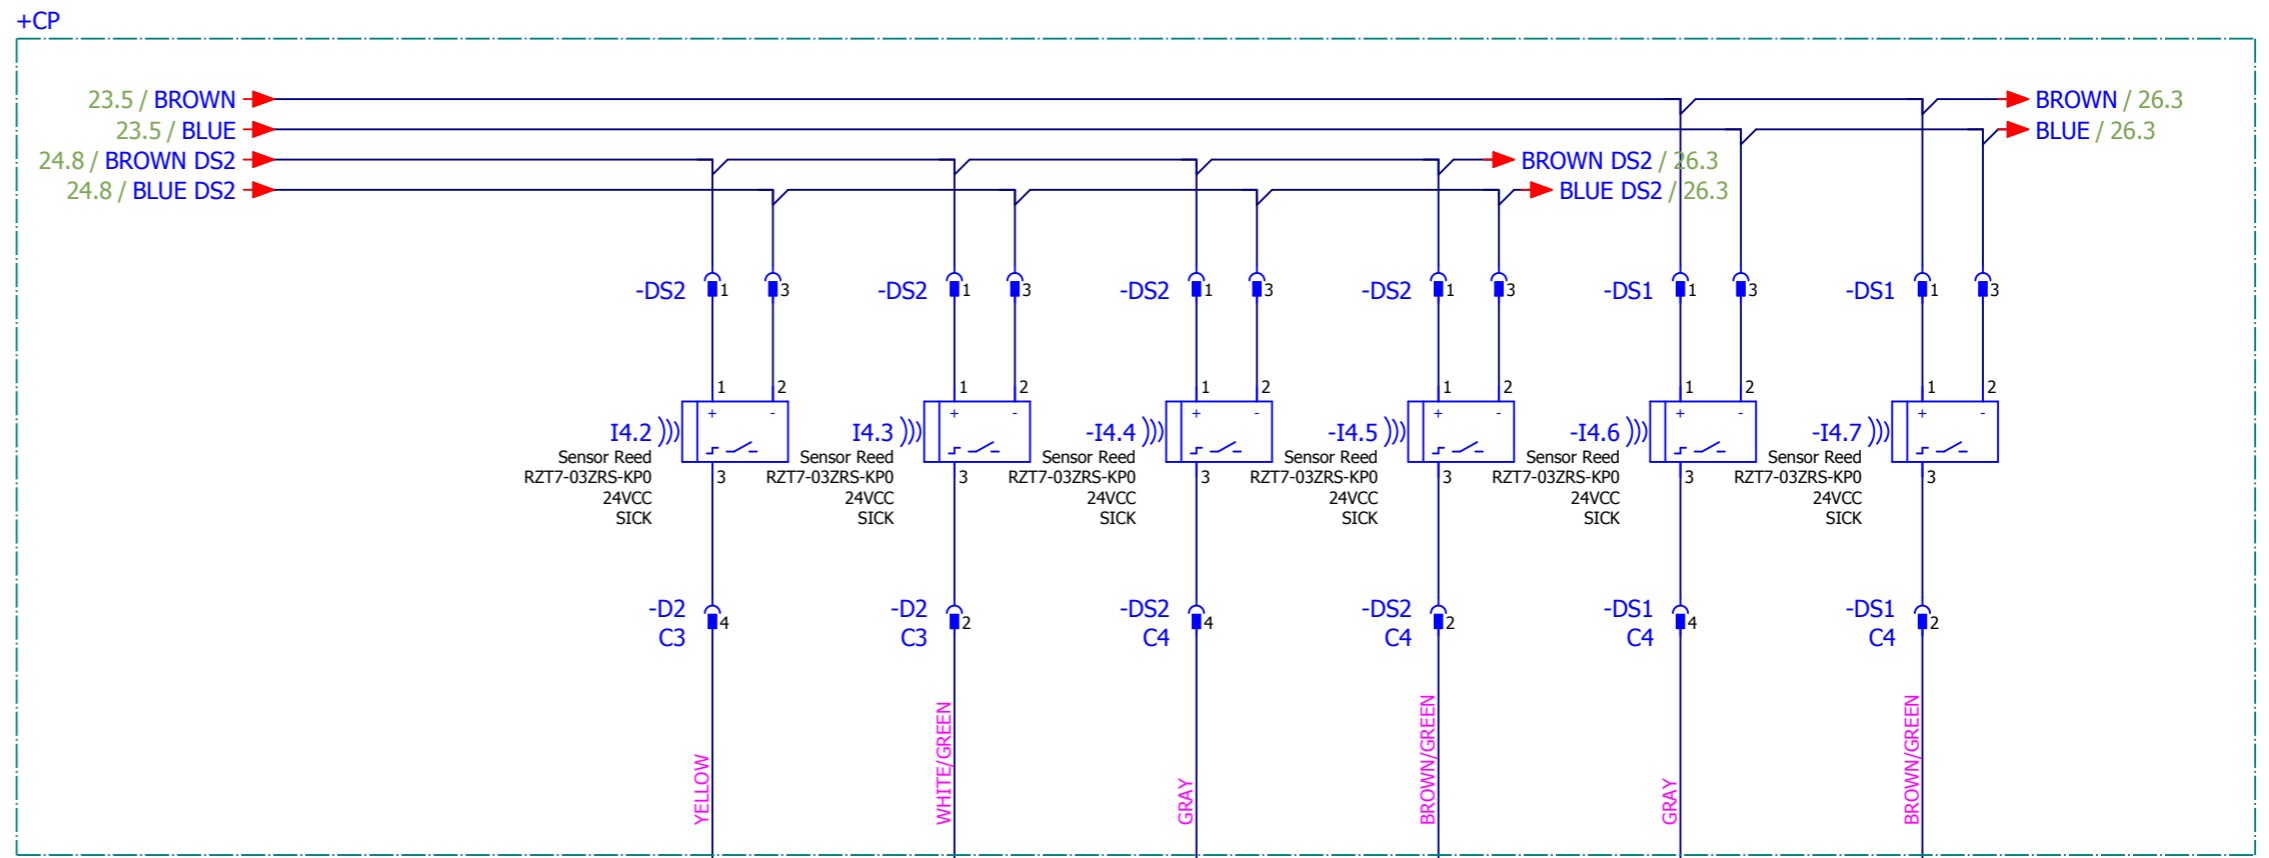 +CP
23.5 / BROWN
BROWN / 26.3
23.5 / BLUE
BLUE / 26.3
24.8 / BROWN DS2
BROWN DS2 / 26.3
24.8 / BLUE DS2
BLUE DS2 / 26.3
-DS2 1 3
-DS2 1 3
-DS2 1 3
-DS2 1 3
-DS1 1 3
-DS1 1 3
1 2
+ -
I4.2
Sensor Reed
RZT7-03ZRS-KP0
24VCC
SICK
3
1 2
+ -
I4.3
Sensor Reed
RZT7-03ZRS-KP0
24VCC
SICK
3
1 2
+ -
-I4.4
Sensor Reed
RZT7-03ZRS-KP0
24VCC
SICK
3
1 2
+ -
-I4.5
Sensor Reed
RZT7-03ZRS-KP0
24VCC
SICK
3
1 2
+ -
-I4.6
Sensor Reed
RZT7-03ZRS-KP0
24VCC
SICK
3
1 2
+ -
-I4.7
Sensor Reed
RZT7-03ZRS-KP0
24VCC
SICK
3
-D2 4
C3
-D2 2
C3
-DS2 4
C4
-DS2 2
C4
-DS1 4
C4
-DS1 2
C4
YELLOW
WHITE/GREEN
GRAY
BROWN/GREEN
GRAY
BROWN/GREEN